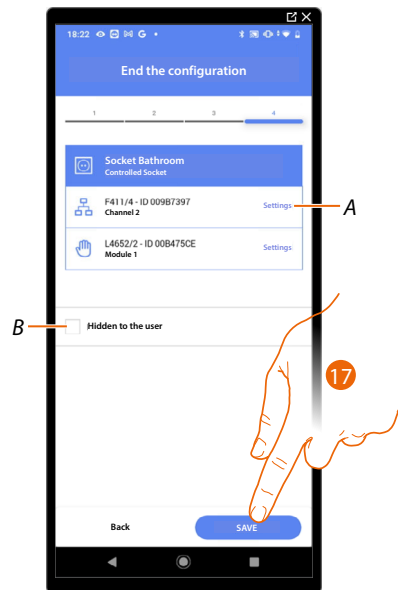 18:22 G
End the configuration
1 2 3 4
Socket Bathroom
Controlled Socket
F411/4 - ID 009B7397
Channel 2
Settings
A
L4652/2 - ID 00B475CE
Module 1
Settings
B
Hidden to the user
17
Back
SAVE